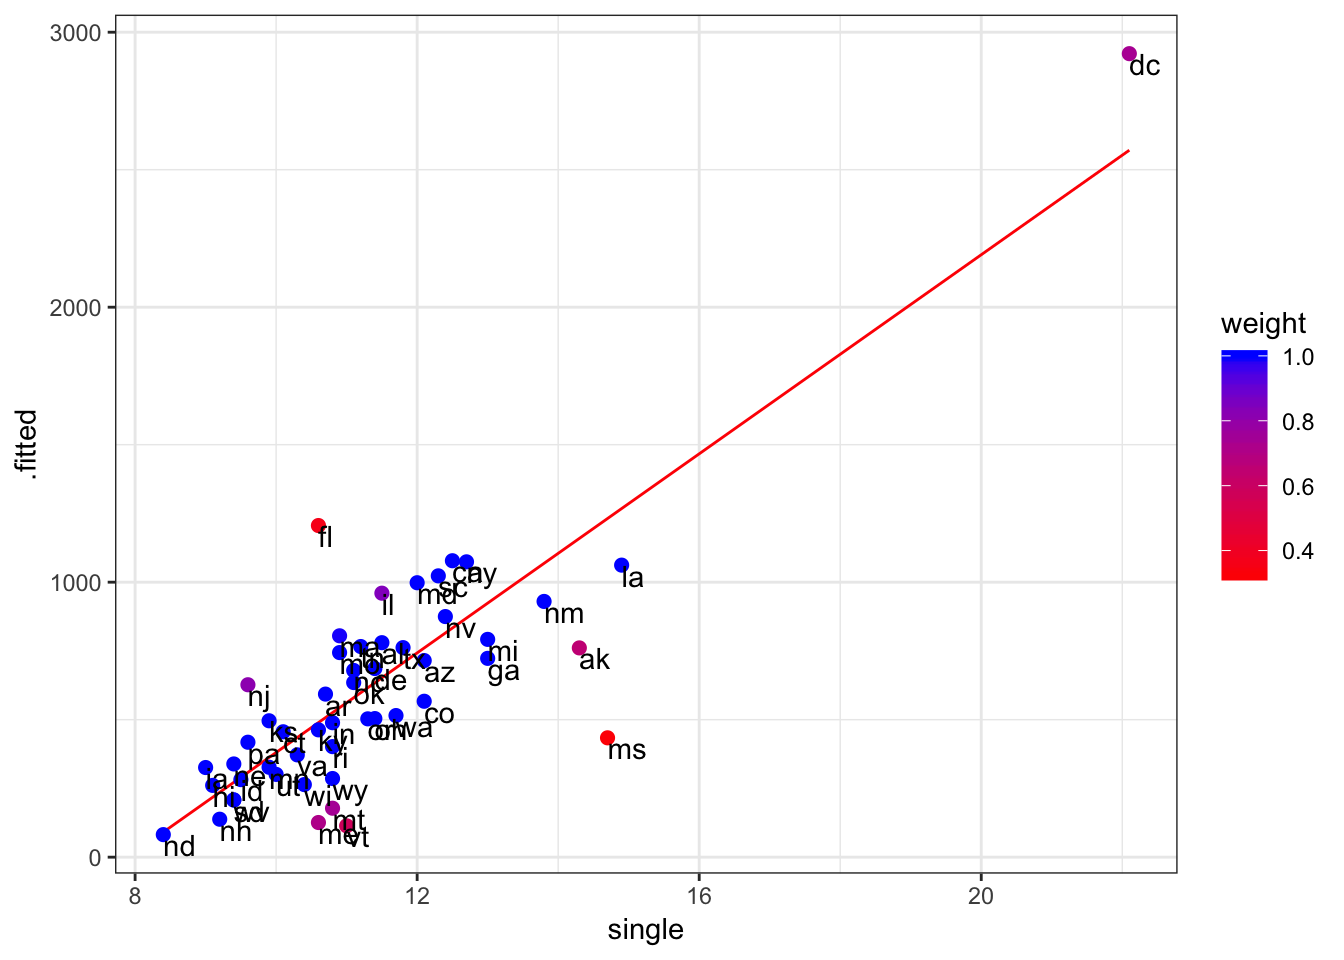 3000
2000
1000
0
.fitted
8
12
16
20
single
weight
1.0
0.8
0.6
0.4
dc
fl
la
ny
sc
md
il
nm
nv
mi
ga
ak
tx
az
de
ok
nj
ar
co
wa
ms
ks
ky
in
ri
pa
va
ne
id
ut
wi
wy
nh
mt
me
vt
nd